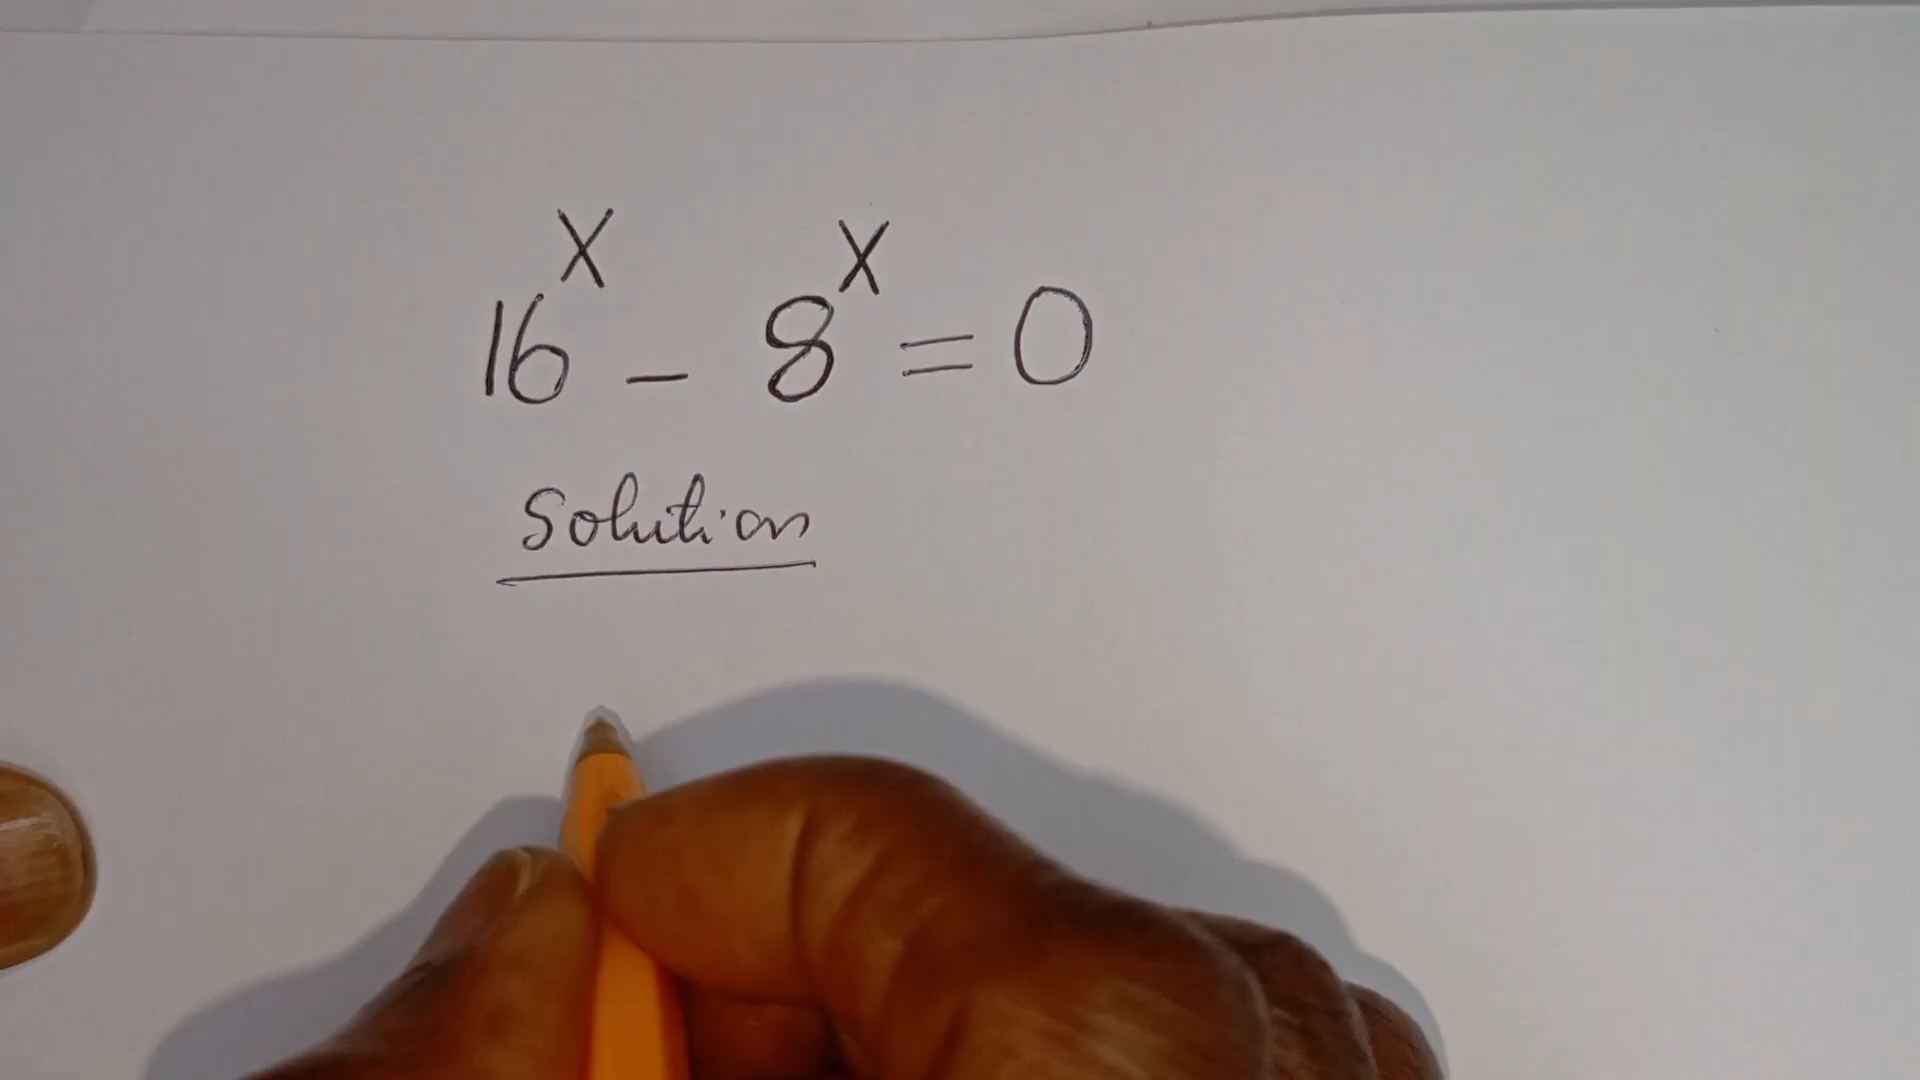 16^x - 8^x = 0
Solution